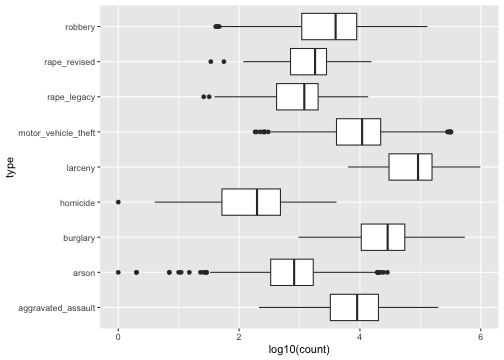 robbery
rape_revised
rape_legacy
motor_vehicle_theft
larceny
homicide
burglary
arson
aggravated_assault
type
0 2 4 6
log10(count)